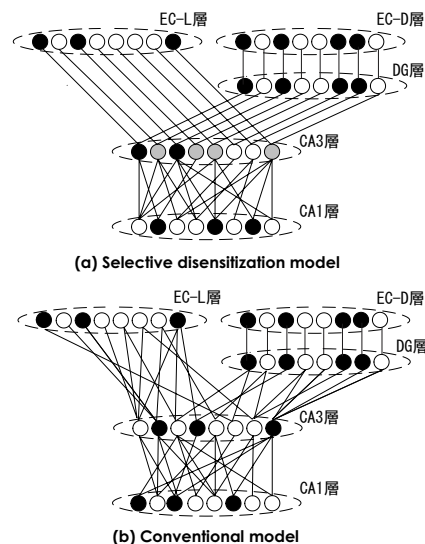 EC-L層
EC-D層
DG層
CA3層
CA1層
(a) Selective disensitization model
EC-L層
EC-D層
DG層
CA3層
CA1層
(b) Conventional model